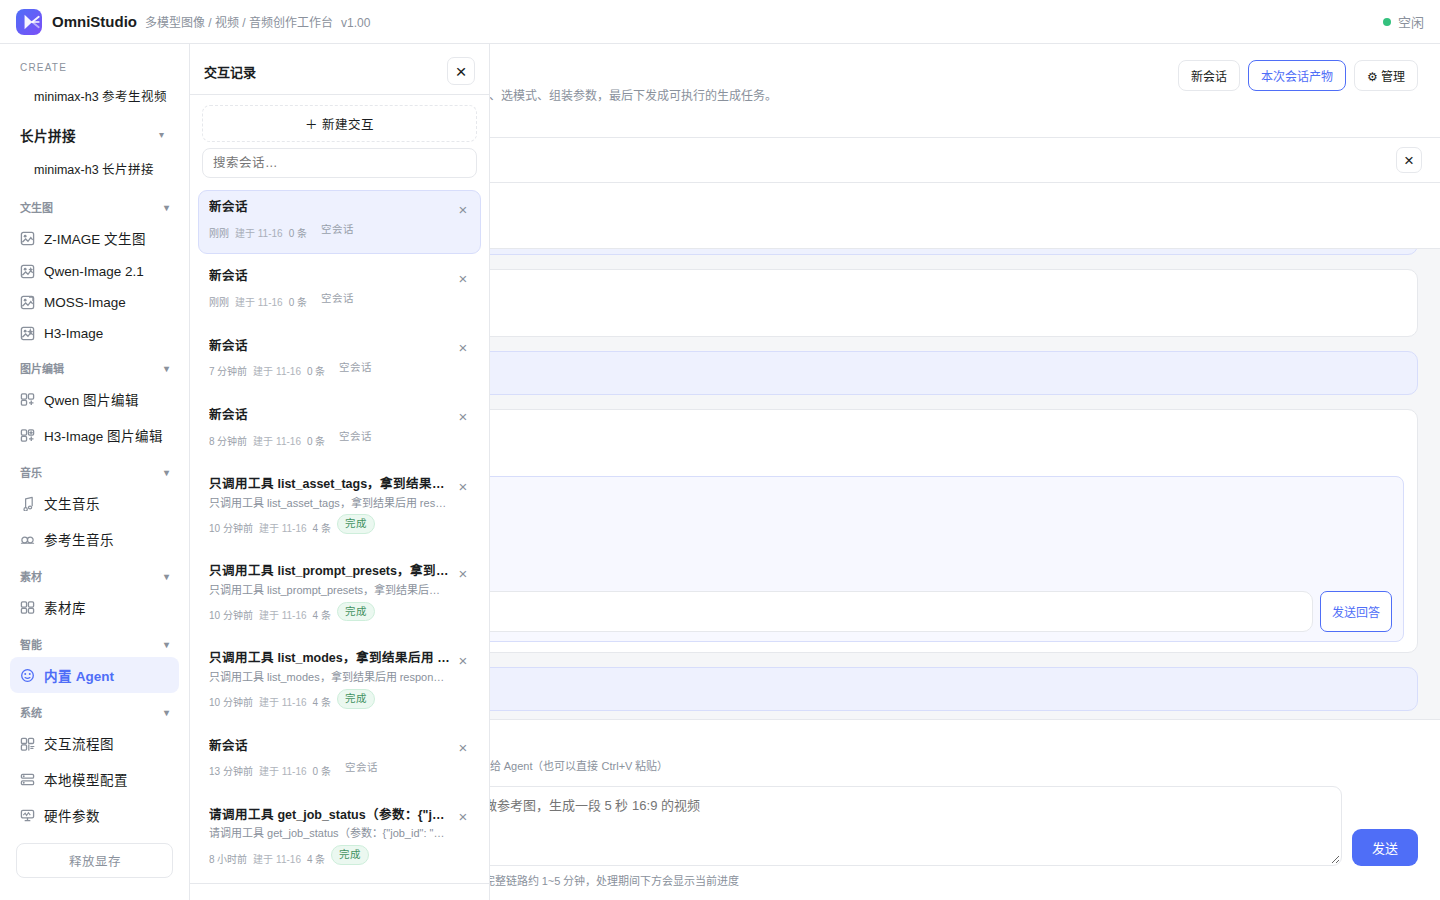 OmniStudio 多模型图像 / 视频 / 音频创作工作台 v1.00
空闲
CREATE
minimax-h3 参考生视频
长片拼接
minimax-h3 长片拼接
文生图
Z-IMAGE 文生图
Qwen-Image 2.1
MOSS-Image
H3-Image
图片编辑
Qwen 图片编辑
H3-Image 图片编辑
音乐
文生音乐
参考生音乐
素材
素材库
智能
内置 Agent
系统
交互流程图
本地模型配置
硬件参数
释放显存
交互记录
＋ 新建交互
搜索会话…
新会话
刚刚 建于 11-16 0 条 空会话
新会话
刚刚 建于 11-16 0 条 空会话
新会话
7 分钟前 建于 11-16 0 条 空会话
新会话
8 分钟前 建于 11-16 0 条 空会话
只调用工具 list_asset_tags，拿到结果…
只调用工具 list_asset_tags，拿到结果后用 res…
10 分钟前 建于 11-16 4 条 完成
只调用工具 list_prompt_presets，拿到…
只调用工具 list_prompt_presets，拿到结果后…
10 分钟前 建于 11-16 4 条 完成
只调用工具 list_modes，拿到结果后用 …
只调用工具 list_modes，拿到结果后用 respon…
10 分钟前 建于 11-16 4 条 完成
新会话
13 分钟前 建于 11-16 0 条 空会话
请调用工具 get_job_status（参数：{"j…
请调用工具 get_job_status（参数：{"job_id": "…
8 小时前 建于 11-16 4 条 完成
新会话
本次会话产物
⚙ 管理
、选模式、组装参数，最后下发成可执行的生成任务。
发送回答
给 Agent（也可以直接 Ctrl+V 粘贴）
参考图，生成一段 5 秒 16:9 的视频
发送
完整链路约 1~5 分钟，处理期间下方会显示当前进度